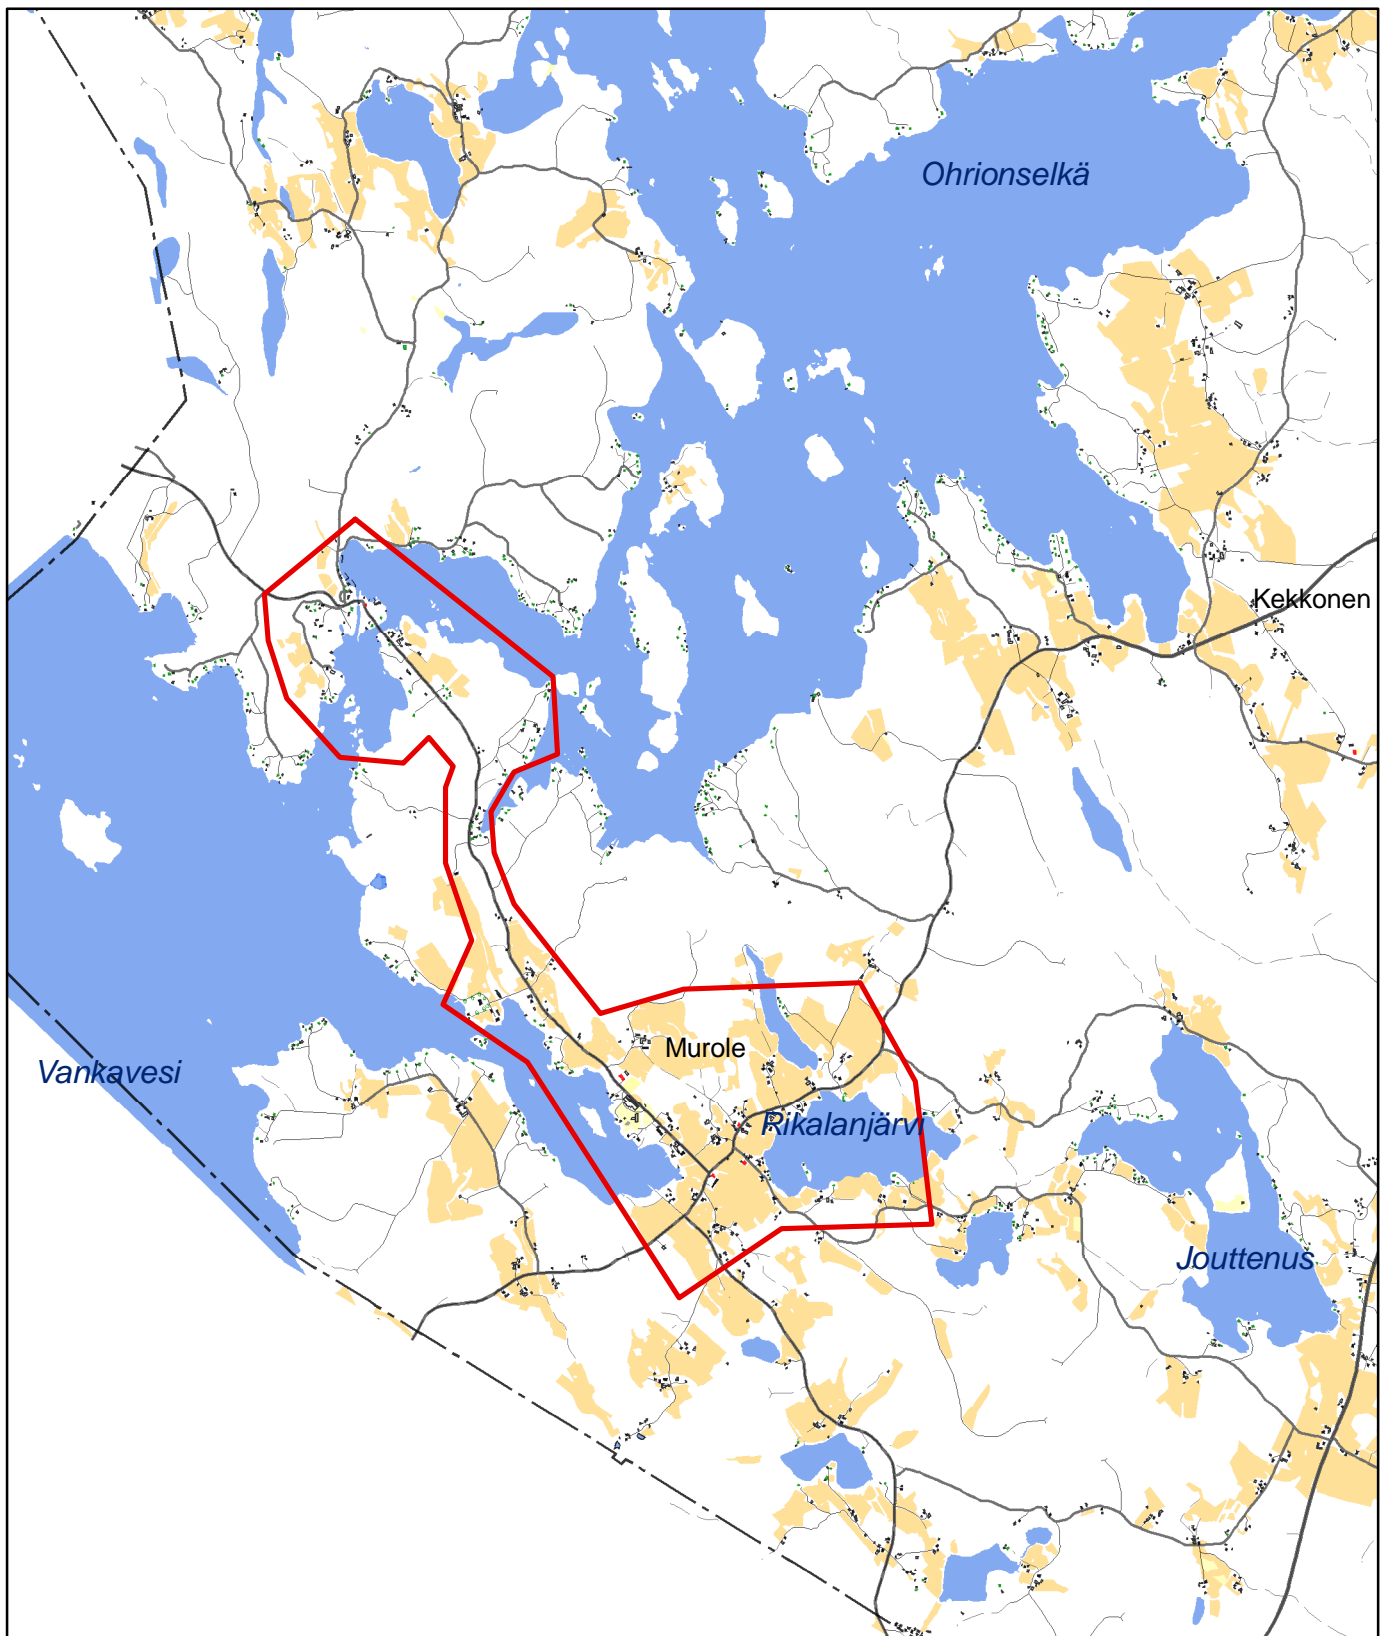 Ohrionselkä
Kekkonen
Murole
Vankavesi
Rikalanjärvi
Jouttenus